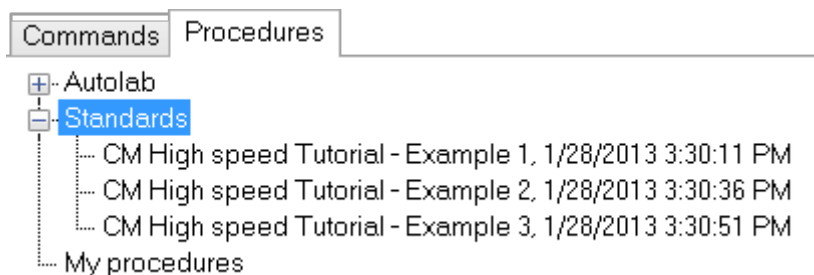 Commands Procedures
Autolab
Standards
CM High speed Tutorial - Example 1, 1/28/2013 3:30:11 PM
CM High speed Tutorial - Example 2, 1/28/2013 3:30:36 PM
CM High speed Tutorial - Example 3, 1/28/2013 3:30:51 PM
My procedures